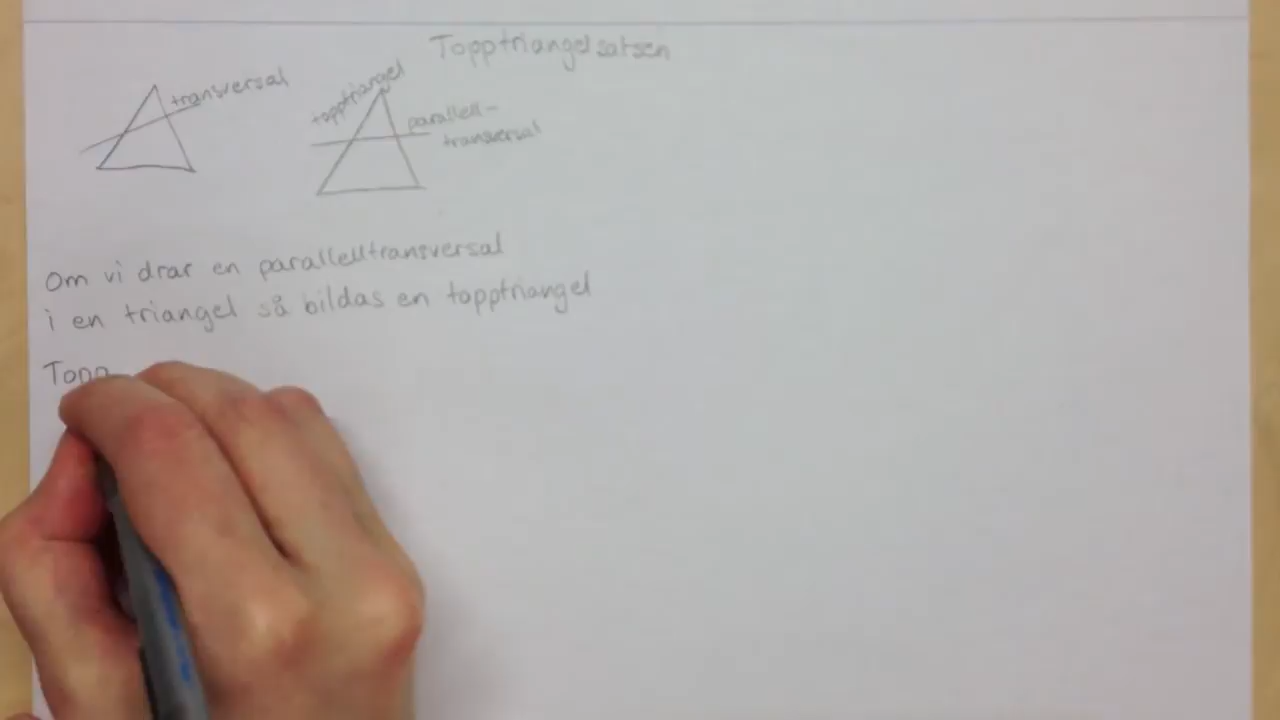 Topptriangelsatsen
transversal
topptriangel
parallell-
transversal
Om vi drar en parallelltransversal
i en triangel så bildas en topptriangel
Topp